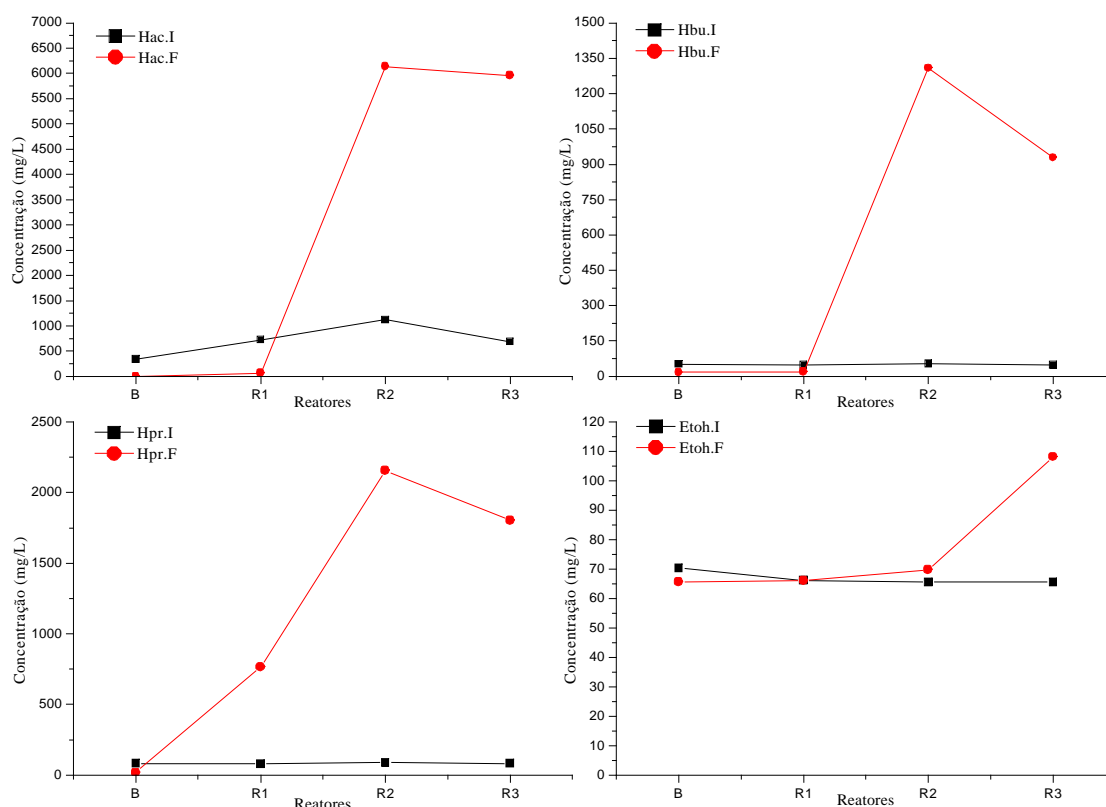 7000
6500
6000
5500
5000
4500
4000
3500
3000
2500
2000
1500
1000
500
0
Concentração (mg/L)
Hac.I
Hac.F
B R1 R2 R3
Reatores
1500
1350
1200
1050
900
750
600
450
300
150
0
Concentração (mg/L)
Hbu.I
Hbu.F
B R1 R2 R3
Reatores
2500
2000
1500
1000
500
0
Concentração (mg/L)
Hpr.I
Hpr.F
B R1 R2 R3
Reatores
120
110
100
90
80
70
60
50
40
30
20
10
0
Concentração (mg/L)
Etoh.I
Etoh.F
B R1 R2 R3
Reatores